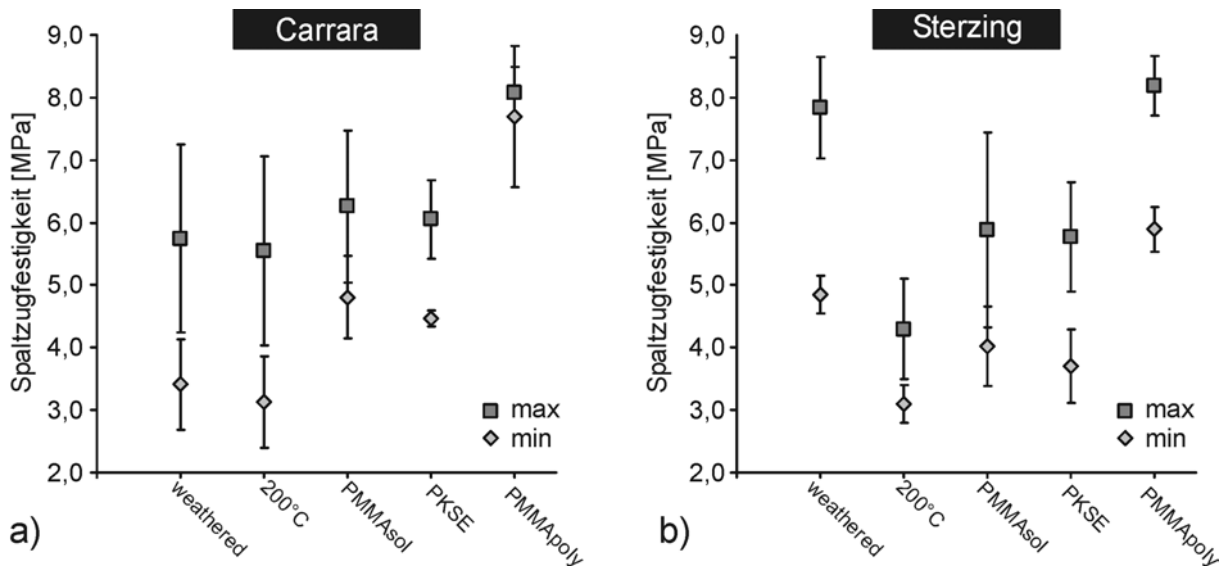 Carrara
Spaltzugfestigkeit [MPa]
9,0
8,0
7,0
6,0
5,0
4,0
3,0
2,0
max
min
weathered
200°C
PMMAsol
PKSE
PMMApoly
a)
Sterzing
Spaltzugfestigkeit [MPa]
9,0
8,0
7,0
6,0
5,0
4,0
3,0
2,0
max
min
weathered
200°C
PMMAsol
PKSE
PMMApoly
b)